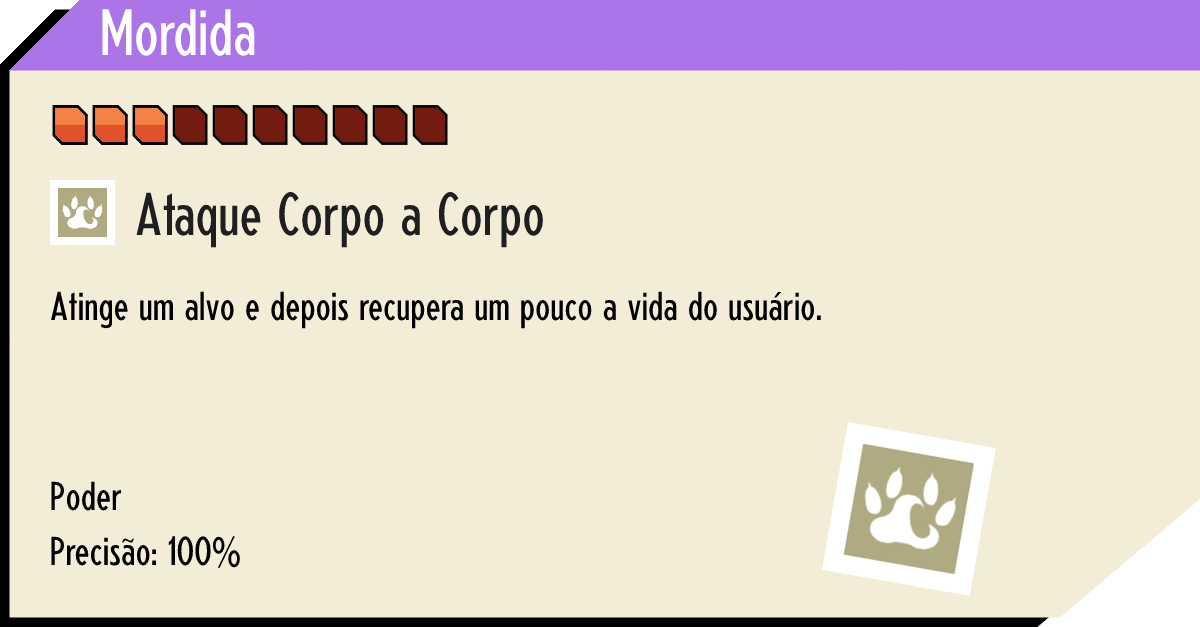 Mordida
Ataque Corpo a Corpo
Atinge um alvo e depois recupera um pouco a vida do usuário.
Poder
Precisão: 100%